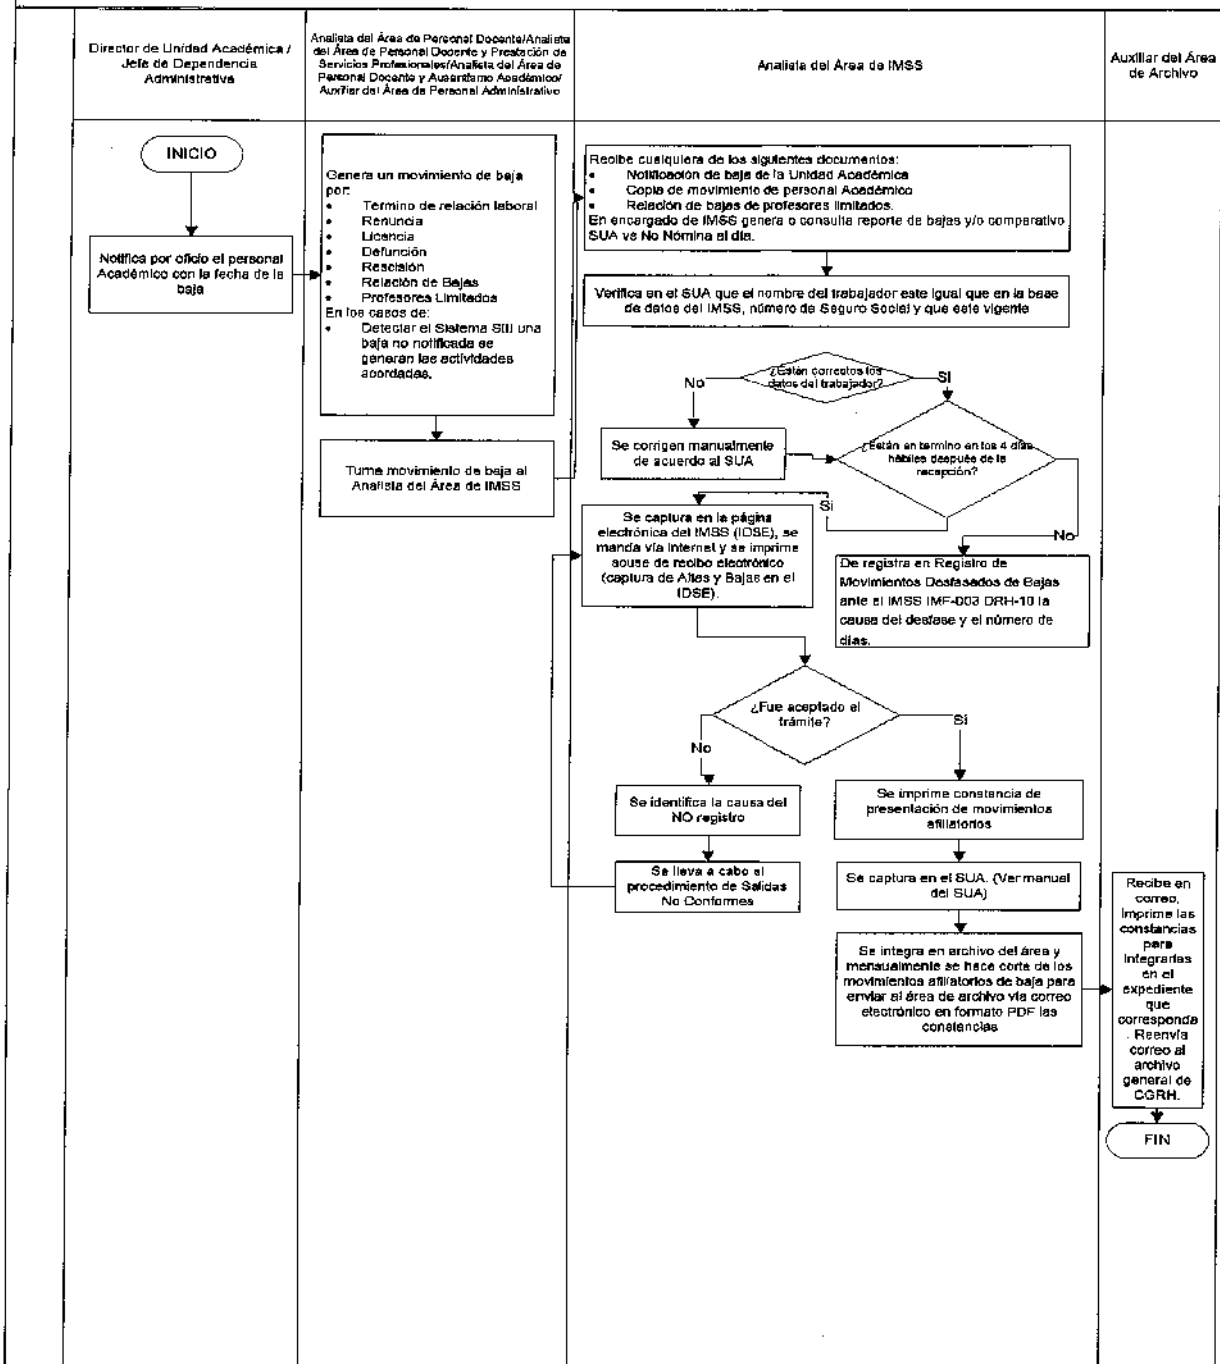 Director de Unidad Académica /
Jefe de Dependencia
Administrativa
Analista del Área de Personal Docente/Analista
del Área de Personal Docente y Prestación de
Servicios Profesionales/Analista del Área de
Personal Docente y Ausentismo Académico/
Auxiliar del Área de Personal Administrativo
Analista del Área de IMSS
Auxiliar del Área
de Archivo
INICIO
Notifica por oficio el personal
Académico con la fecha de la
baja
Genera un movimiento de baja
por:
• Termino de relación laboral
• Renuncia
• Licencia
• Defunción
• Rescisión
• Relación de Bajas
• Profesores Limitados
En los casos de:
• Detectar el Sistema SIIJ una
baja no notificada se
generan las actividades
acordadas.
Turna movimiento de baja al
Analista del Área de IMSS
Recibe cualquiera de los siguientes documentos:
• Notificación de baja de la Unidad Académica
• Copia de movimiento de personal Académico
• Relación de bajas de profesores limitados.
En encargado de IMSS genera o consulta reporte de bajas y/o comparativo
SUA vs No Nómina al día.
Verifica en el SUA que el nombre del trabajador este igual que en la base
de datos del IMSS, número de Seguro Social y que este vigente
¿Están correctos los
datos del trabajador?
No
SI
Se corrigen manualmente
de acuerdo al SUA
¿Están en termino en los 4 días
hábiles después de la
recepción?
Si
No
Se captura en la página
electrónica del IMSS (IDSE), se
manda vía Internet y se imprime
acuse de recibo electrónico
(captura de Altas y Bajas en el
IDSE).
De registra en Registro de
Movimientos Desfasados de Bajas
ante el IMSS IMF-003 DRH-10 la
causa del desfase y el número de
días.
¿Fue aceptado el
trámite?
No
Si
Se identifica la causa del
NO registro
Se imprime constancia de
presentación de movimientos
afiliatorios
Se lleva a cabo el
procedimiento de Salidas
No Conformes
Se captura en el SUA. (Ver manual
del SUA)
Se integra en archivo del área y
mensualmente se hace corte de los
movimientos afiliatorios de baja para
enviar al área de archivo vía correo
electrónico en formato PDF las
constancias
Recibe en
correo,
Imprime las
constancias
para
integrarlas
en el
expediente
que
corresponda
. Reenvía
correo al
archivo
general de
CGRH.
FIN